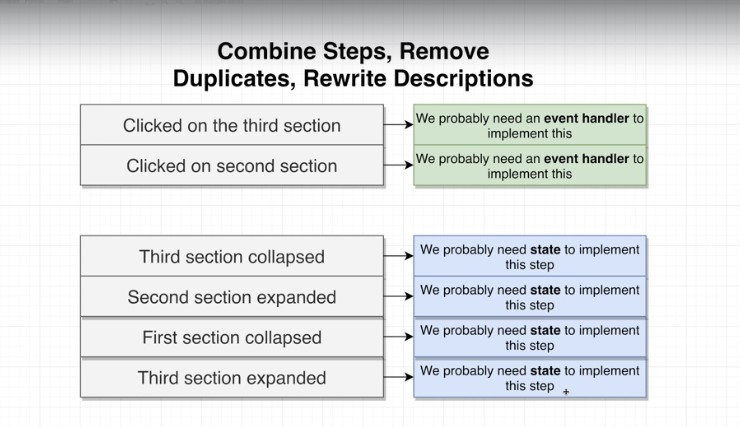 Combine Steps, Remove
Duplicates, Rewrite Descriptions
Clicked on the third section
We probably need an event handler to
implement this
Clicked on second section
We probably need an event handler to
implement this
Third section collapsed
We probably need state to implement
this step
Second section expanded
We probably need state to implement
this step
First section collapsed
We probably need state to implement
this step
Third section expanded
We probably need state to implement
this step